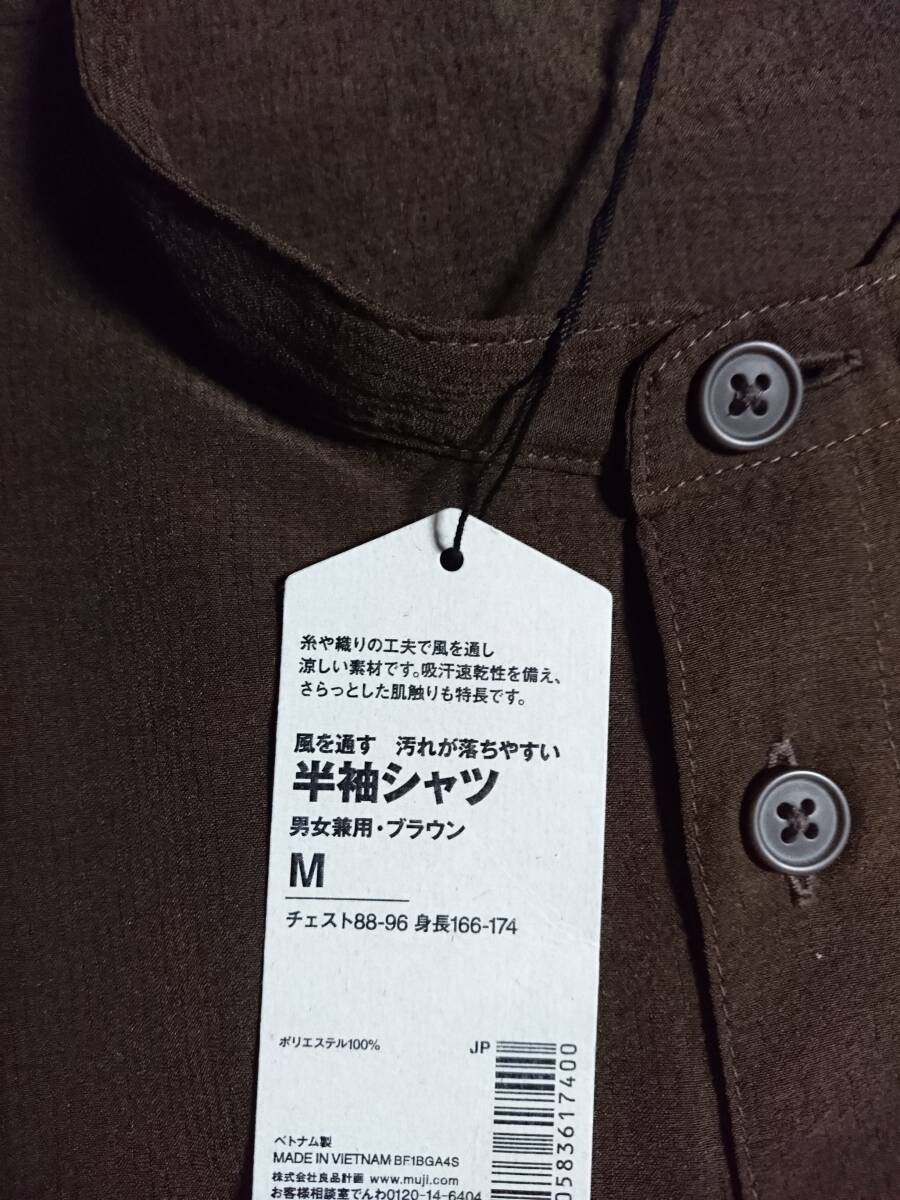 糸や織りの工夫で風を通し
涼しい素材です。吸汗速乾性を備え、
さらっとした肌触りも特長です。
風を通す 汚れが落ちやすい
半袖シャツ
男女兼用・ブラウン
M
チェスト88-96 身長166-174
ポリエステル100%
JP
0583617400
ベトナム製
MADE IN VIETNAM BF1BGA4S
株式会社良品計画 www.muji.com
お客様相談室でんわ0120-14-6404